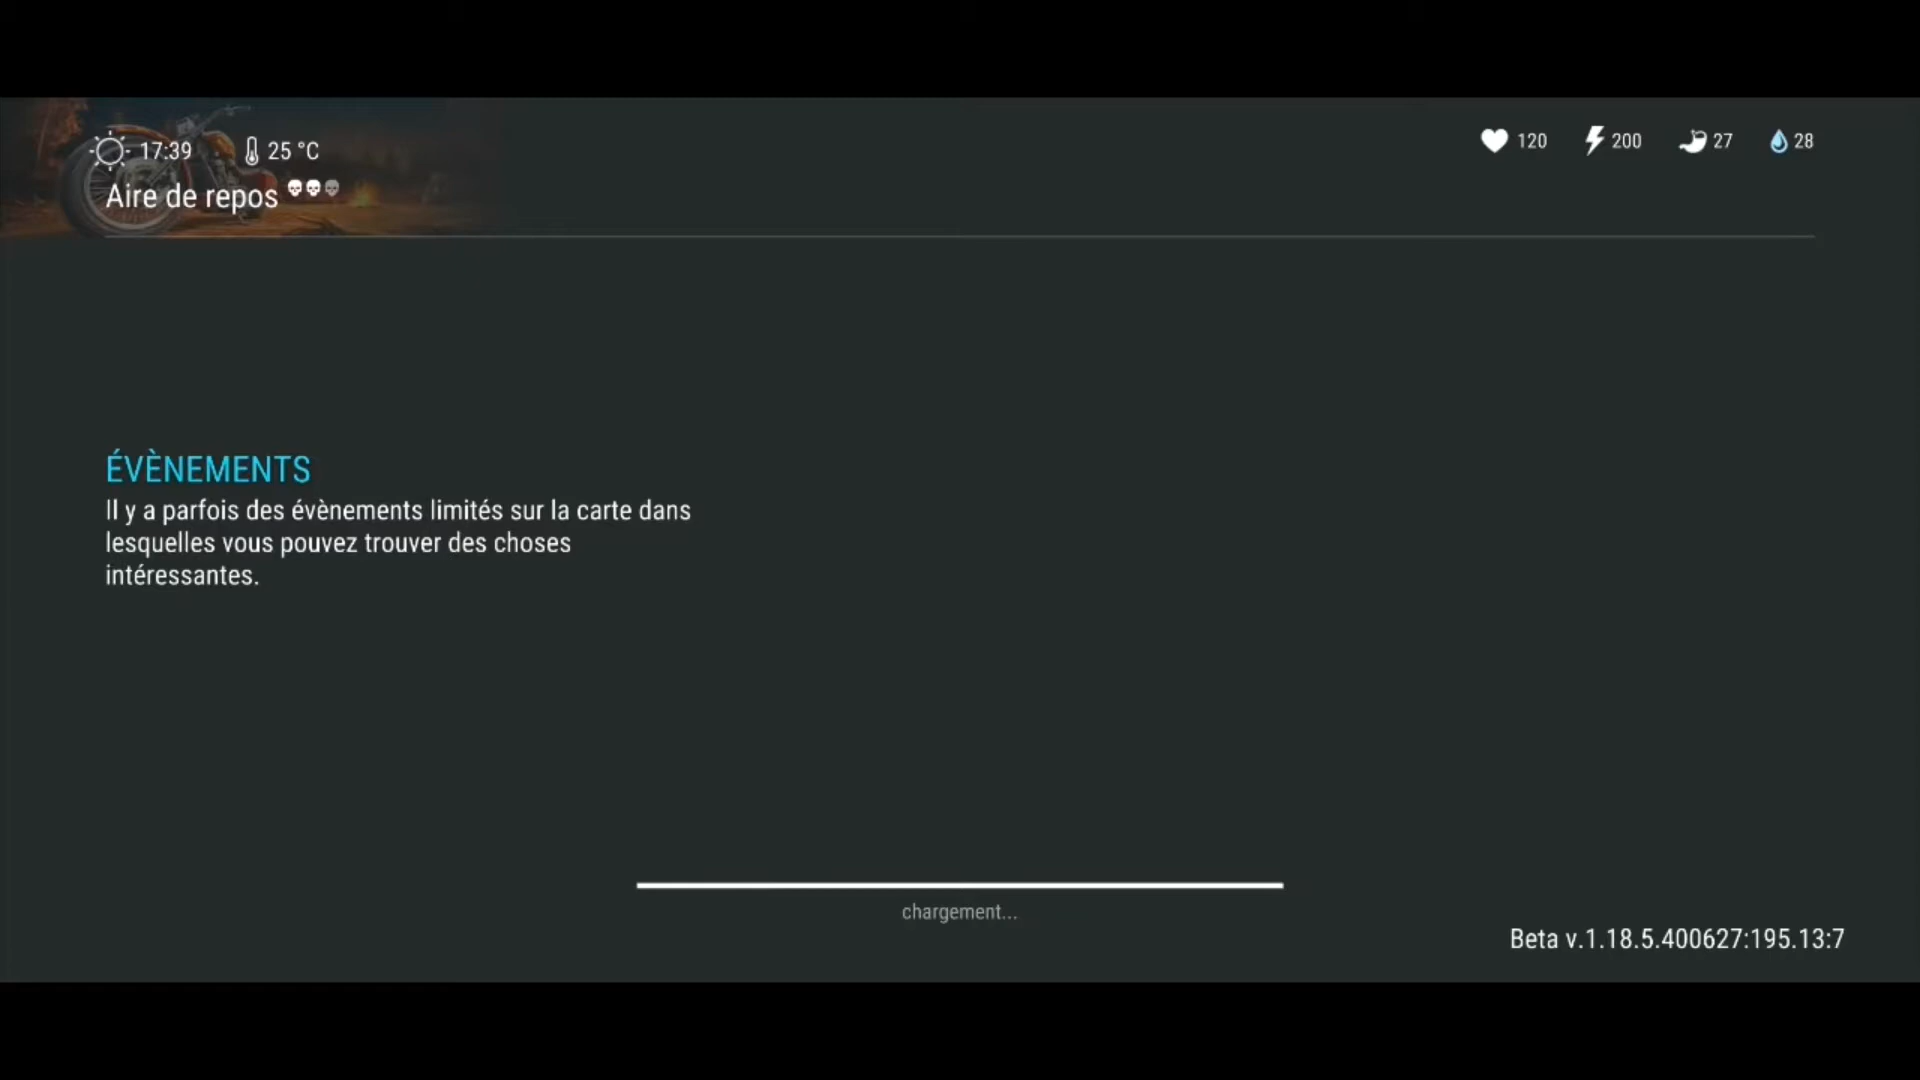 17:39 25 °C
120 200 27 28
Aire de repos
ÉVÈNEMENTS
Il y a parfois des évènements limités sur la carte dans
lesquelles vous pouvez trouver des choses
intéressantes.
chargement...
Beta v.1.18.5.400627:195.13:7